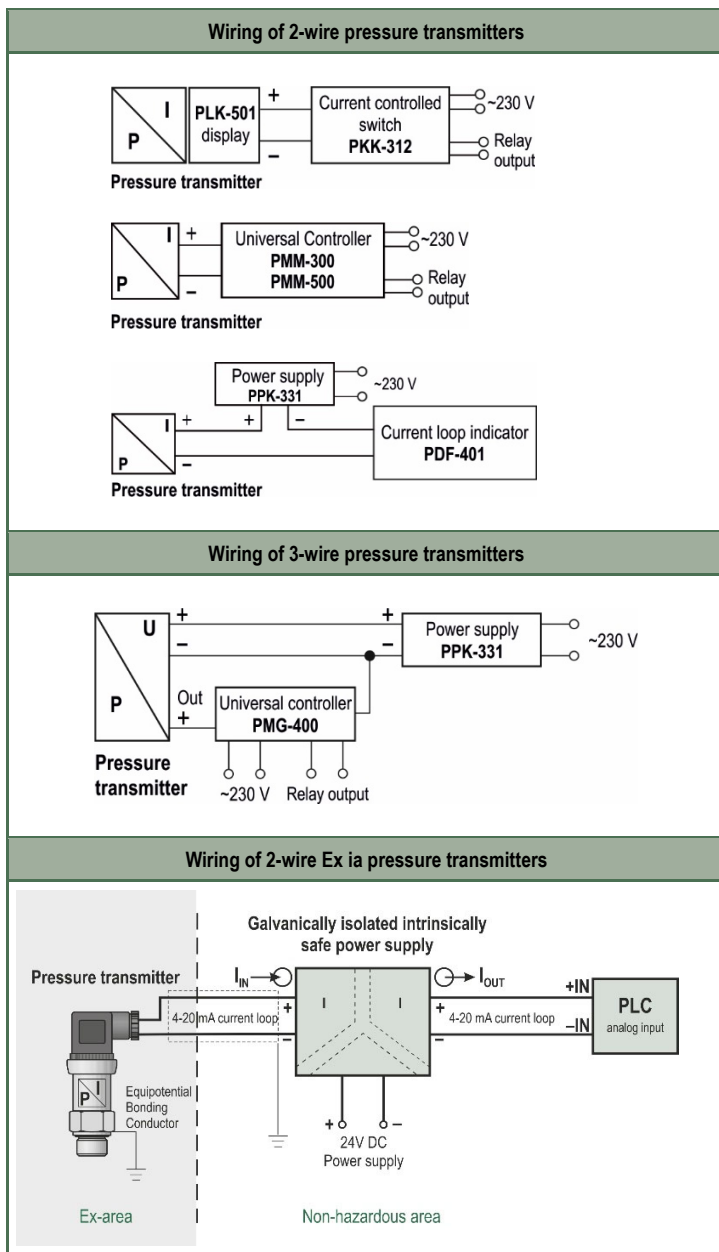 Wiring of 2-wire pressure transmitters
I
P
PLK-501
display
+
–
Current controlled
switch
PKK-312
~230 V
Relay
output
Pressure transmitter
I
P
+
–
Universal Controller
PMM-300
PMM-500
~230 V
Relay
output
Pressure transmitter
Power supply
PPK-331
~230 V
I
P
+
+
–
–
Current loop indicator
PDF-401
Pressure transmitter
Wiring of 3-wire pressure transmitters
U
P
+
–
+
–
Power supply
PPK-331
~230 V
Out
+
Universal controller
PMG-400
Pressure
transmitter
~230 V
Relay output
Wiring of 2-wire Ex ia pressure transmitters
Galvanically isolated intrinsically
safe power supply
Pressure transmitter
IIN
IOUT
+
4-20 mA current loop
–
I
I
+
4-20 mA current loop
–
+IN
–IN
PLC
analog input
P
I
Equipotential
Bonding
Conductor
+
–
24V DC
Power supply
Ex-area
Non-hazardous area